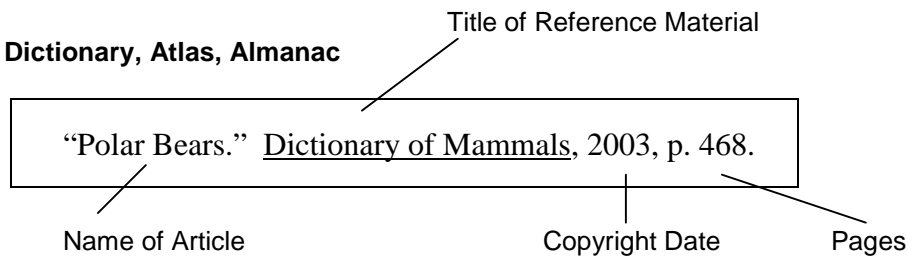 Title of Reference Material
Dictionary, Atlas, Almanac
“Polar Bears.” Dictionary of Mammals, 2003, p. 468.
Name of Article Copyright Date Pages